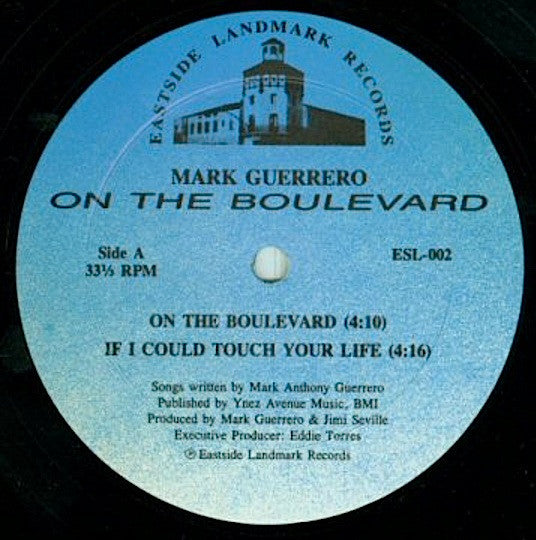 EASTSIDE LANDMARK RECORDS
MARK GUERRERO
ON THE BOULEVARD
Side A
33⅓ RPM
ESL-002
ON THE BOULEVARD (4:10)
IF I COULD TOUCH YOUR LIFE (4:16)
Songs written by Mark Anthony Guerrero
Published by Ynez Avenue Music, BMI
Produced by Mark Guerrero & Jimi Seville
Executive Producer: Eddie Torres
℗ Eastside Landmark Records